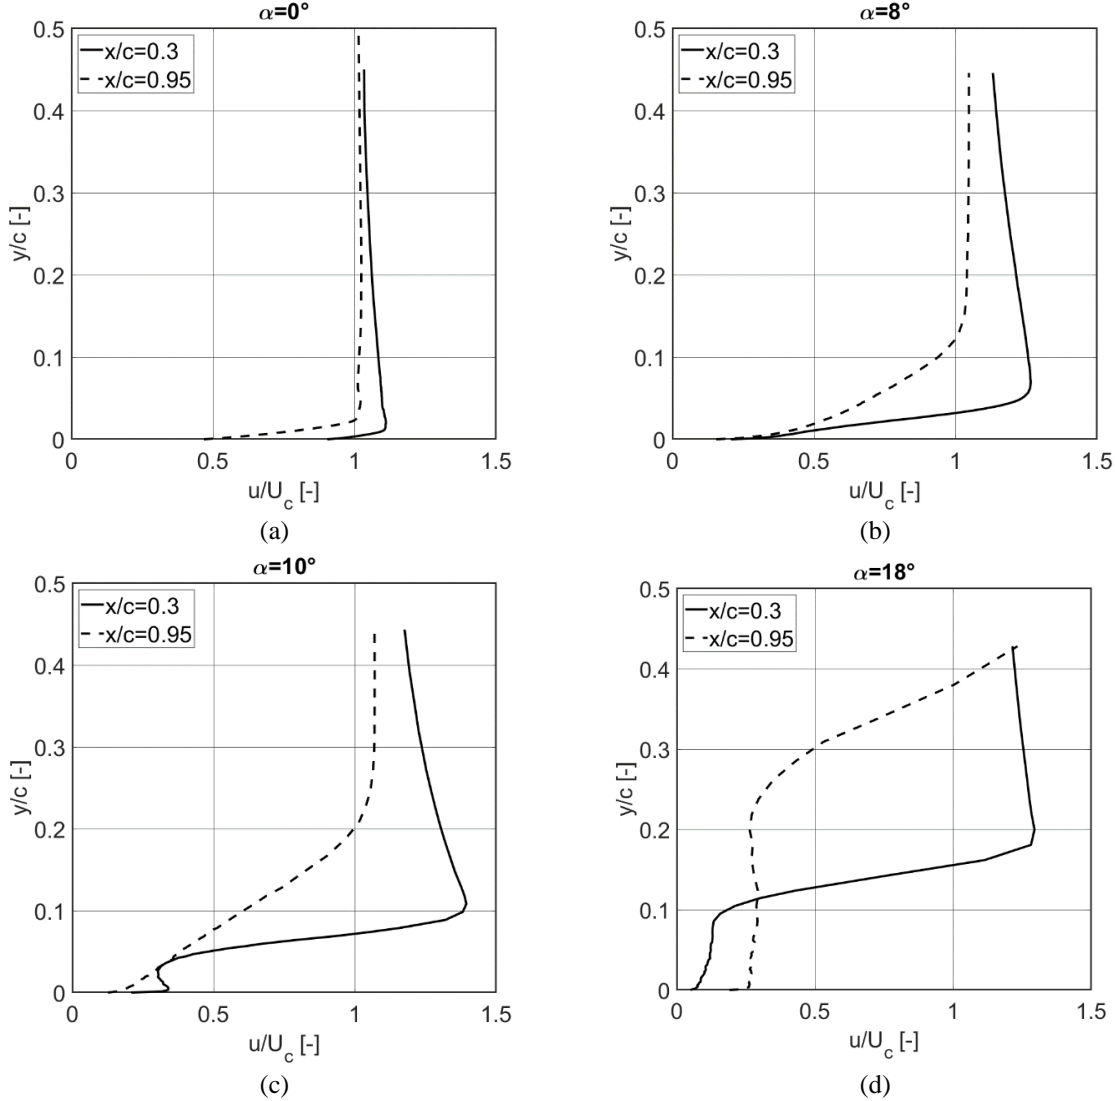 α=0°
x/c=0.3
x/c=0.95
0.5
0.4
0.3
0.2
0.1
0
y/c [-]
0 0.5 1 1.5
u/U_c [-]
(a)
α=8°
x/c=0.3
x/c=0.95
0.5
0.4
0.3
0.2
0.1
0
y/c [-]
0 0.5 1 1.5
u/U_c [-]
(b)
α=10°
x/c=0.3
x/c=0.95
0.5
0.4
0.3
0.2
0.1
0
y/c [-]
0 0.5 1 1.5
u/U_c [-]
(c)
α=18°
x/c=0.3
x/c=0.95
0.5
0.4
0.3
0.2
0.1
0
y/c [-]
0 0.5 1 1.5
u/U_c [-]
(d)